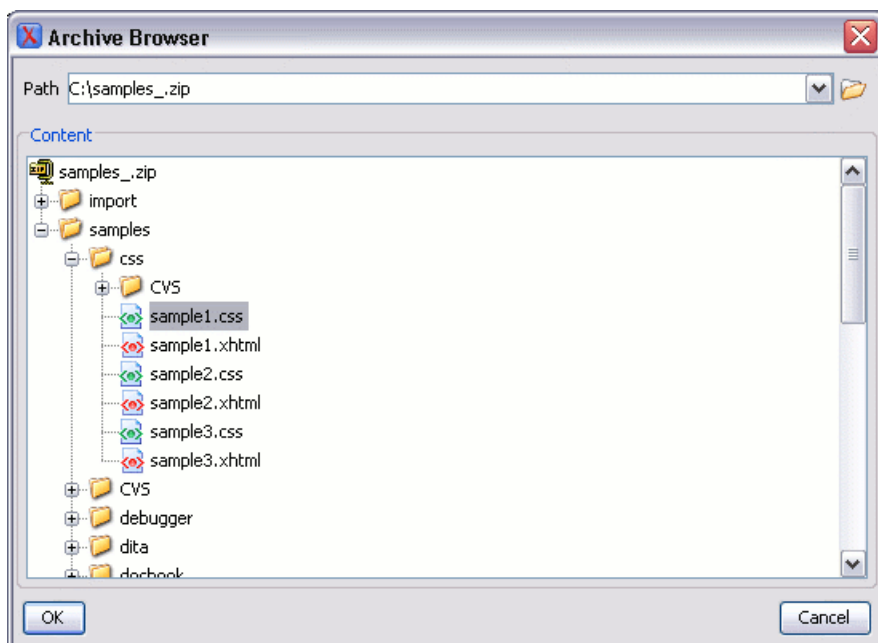 Archive Browser
Path C:\samples_.zip
Content
samples_.zip
import
samples
css
CVS
sample1.css
sample1.xhtml
sample2.css
sample2.xhtml
sample3.css
sample3.xhtml
CVS
debugger
dita
docbook
OK Cancel